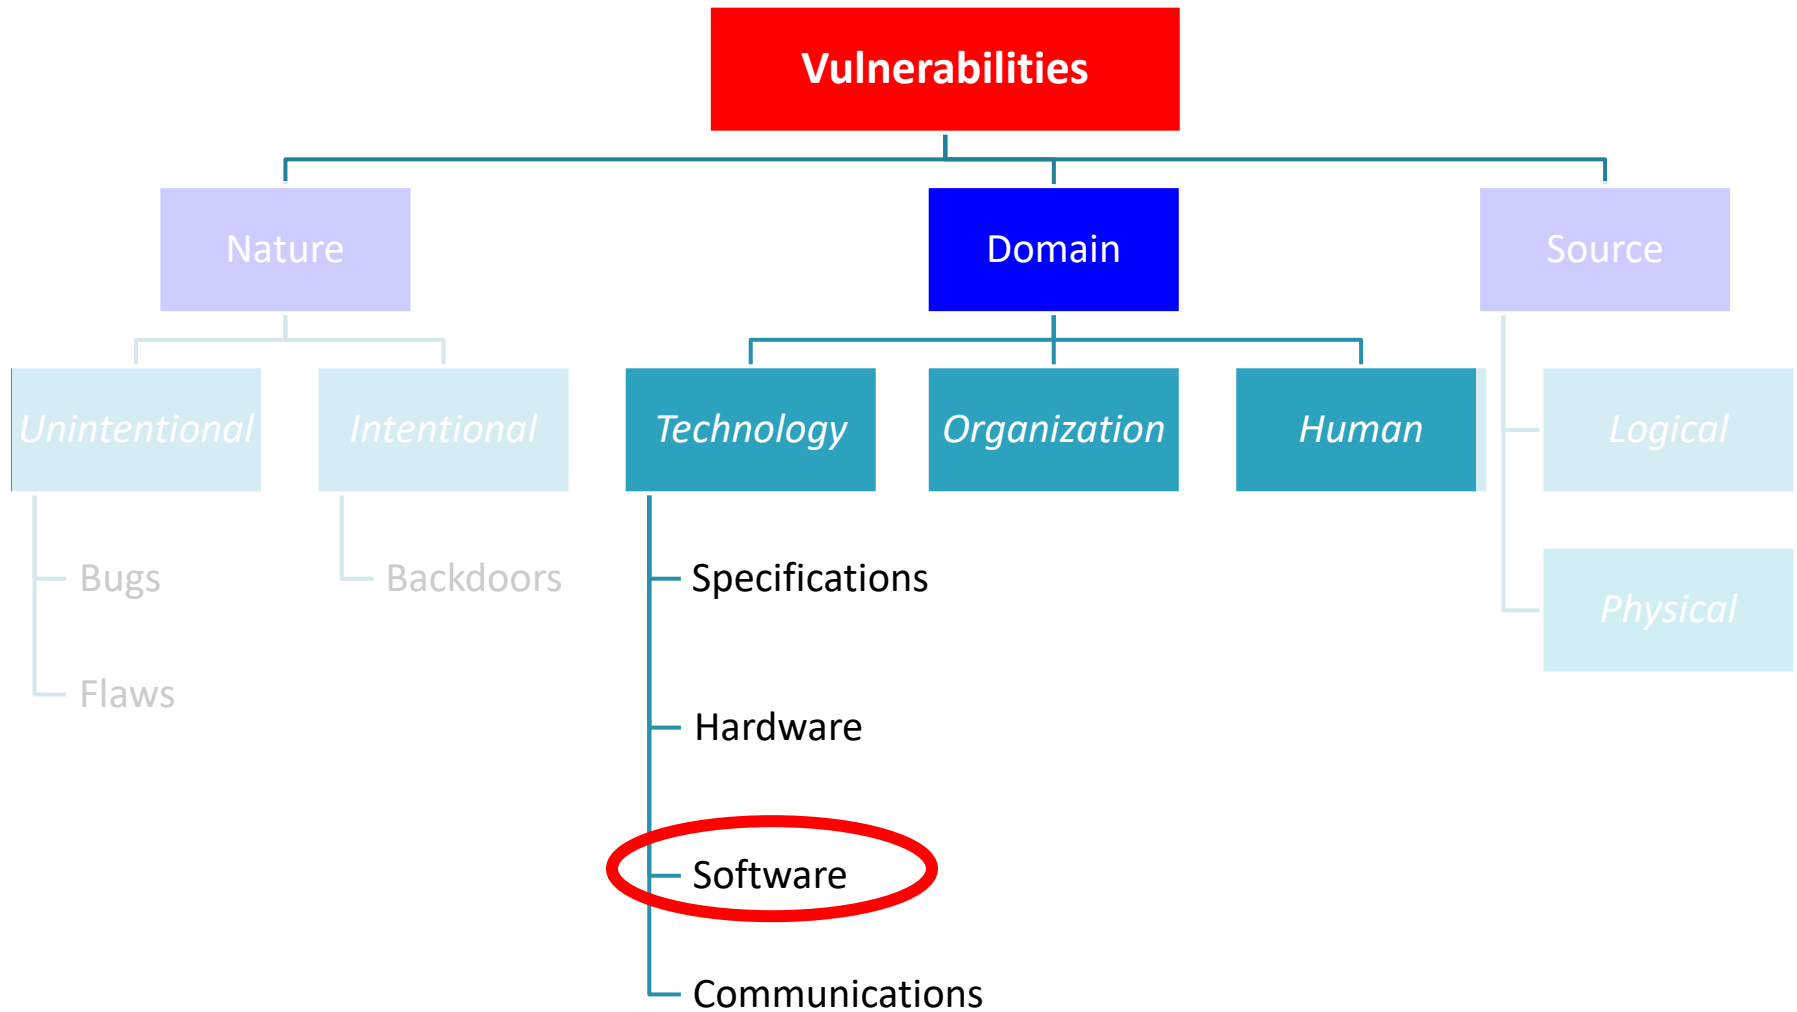 Vulnerabilities
Nature
Domain
Source
Unintentional
Intentional
Technology
Organization
Human
Logical
Bugs
Backdoors
Specifications
Physical
Flaws
Hardware
Software
Communications